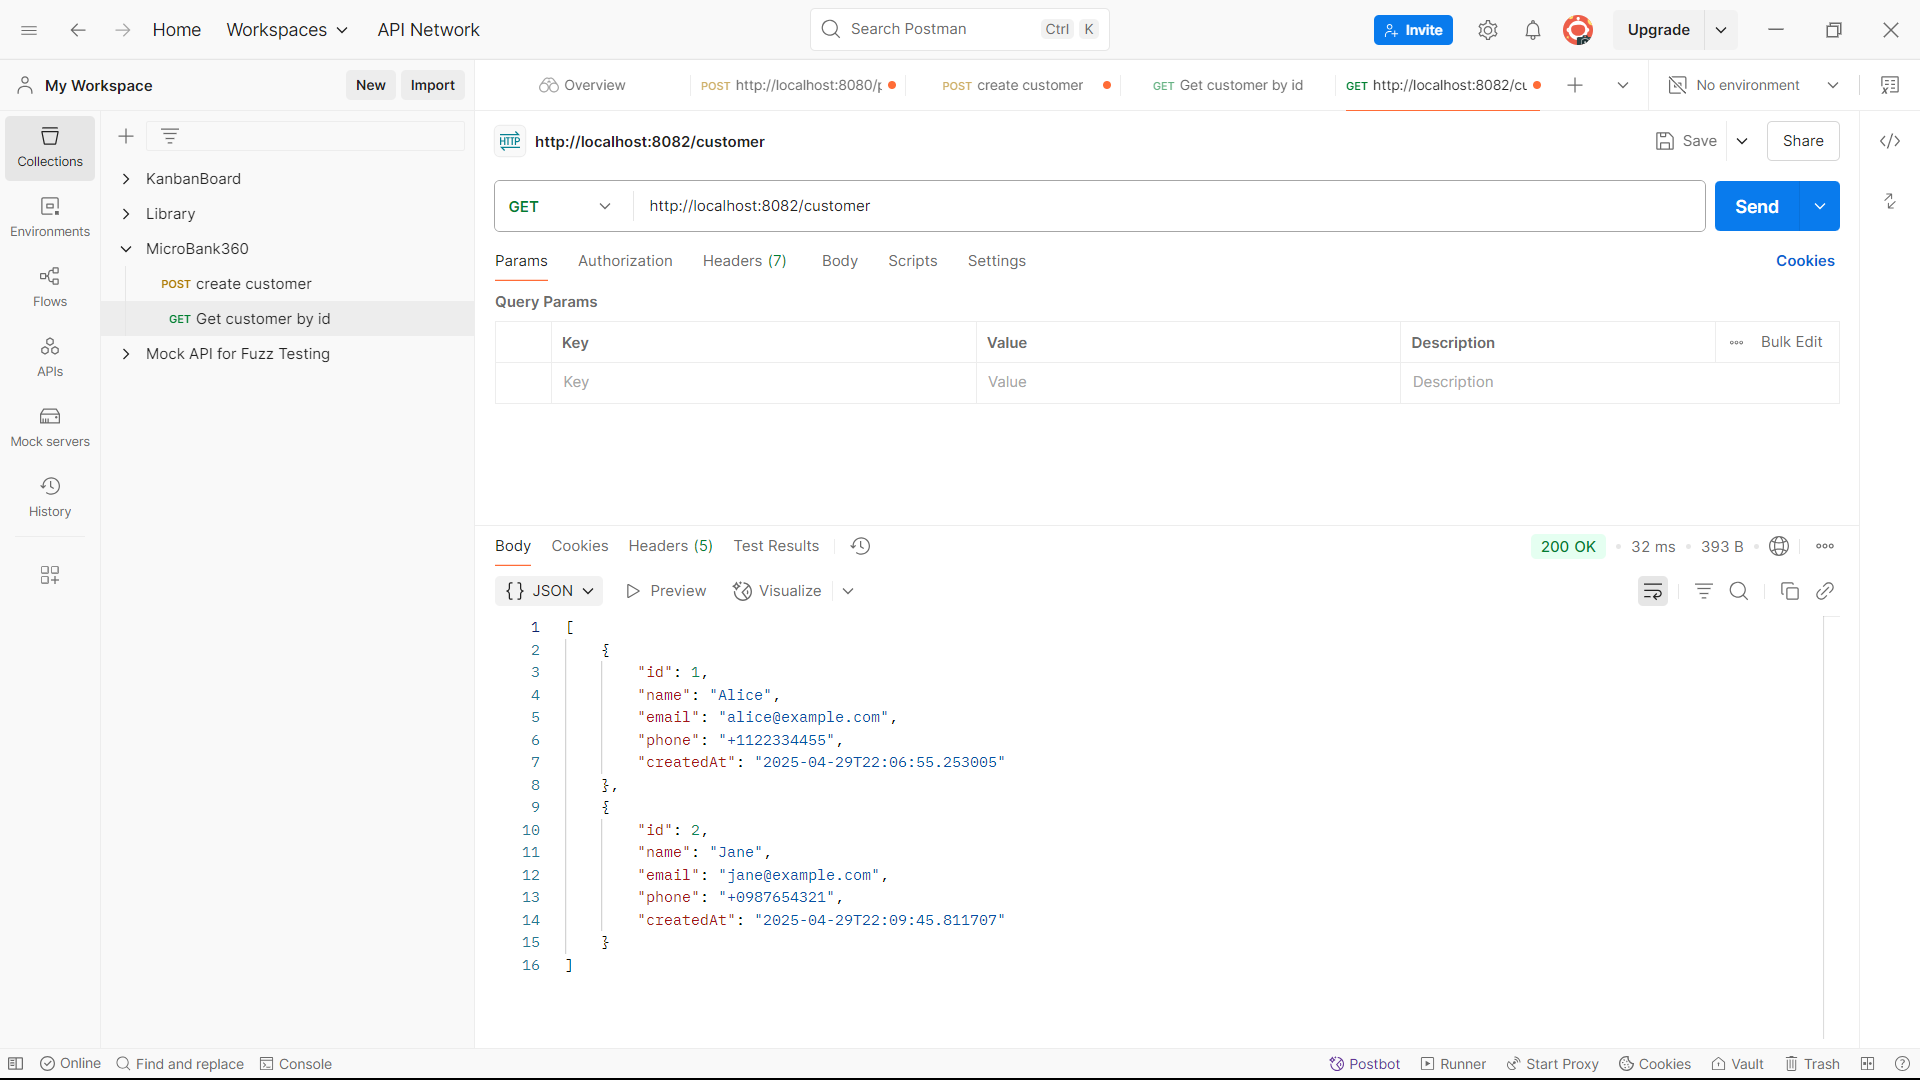 Home Workspaces API Network Search Postman Ctrl K Invite Upgrade
My Workspace New Import Overview POST http://localhost:8080/p POST create customer GET Get customer by id GET http://localhost:8082/cu No environment
Collections
Environments
Flows
APIs
Mock servers
History
KanbanBoard
Library
MicroBank360
POST create customer
GET Get customer by id
Mock API for Fuzz Testing
HTTP http://localhost:8082/customer Save Share
GET http://localhost:8082/customer Send
Params Authorization Headers (7) Body Scripts Settings Cookies
Query Params
Key Value Description Bulk Edit
Key Value Description
Body Cookies Headers (5) Test Results 200 OK 32 ms 393 B
{} JSON Preview Visualize
1 [
2 {
3 "id": 1,
4 "name": "Alice",
5 "email": "alice@example.com",
6 "phone": "+1122334455",
7 "createdAt": "2025-04-29T22:06:55.253005"
8 },
9 {
10 "id": 2,
11 "name": "Jane",
12 "email": "jane@example.com",
13 "phone": "+0987654321",
14 "createdAt": "2025-04-29T22:09:45.811707"
15 }
16 ]
Online Find and replace Console Postbot Runner Start Proxy Cookies Vault Trash